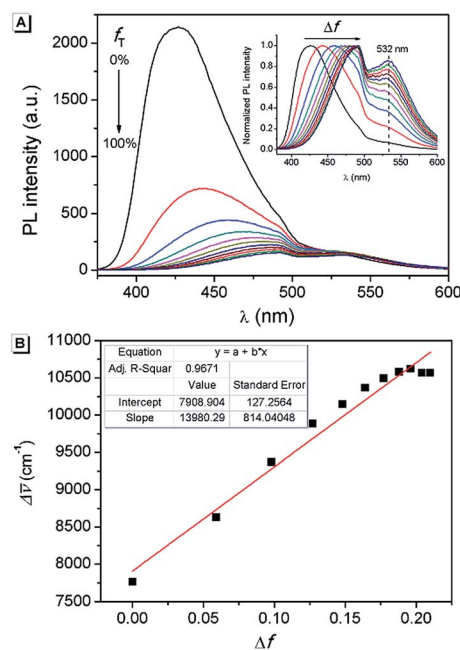 A
f_T
0%
100%
PL intensity (a.u.)
2000
1500
1000
500
250
0
400
450
500
550
600
λ (nm)
Δf
532 nm
Normalized PL intensity
1.0
0.8
0.6
0.4
0.2
0.0
400
450
500
550
600
λ (nm)
B
Equation y = a + b*x
Adj. R-Squar 0.9671
Value Standard Error
Intercept 7908.904 127.2564
Slope 13980.29 814.04048
Δν̄ (cm⁻¹)
11000
10500
10000
9500
9000
8500
8000
7500
0.00
0.05
0.10
0.15
0.20
Δf